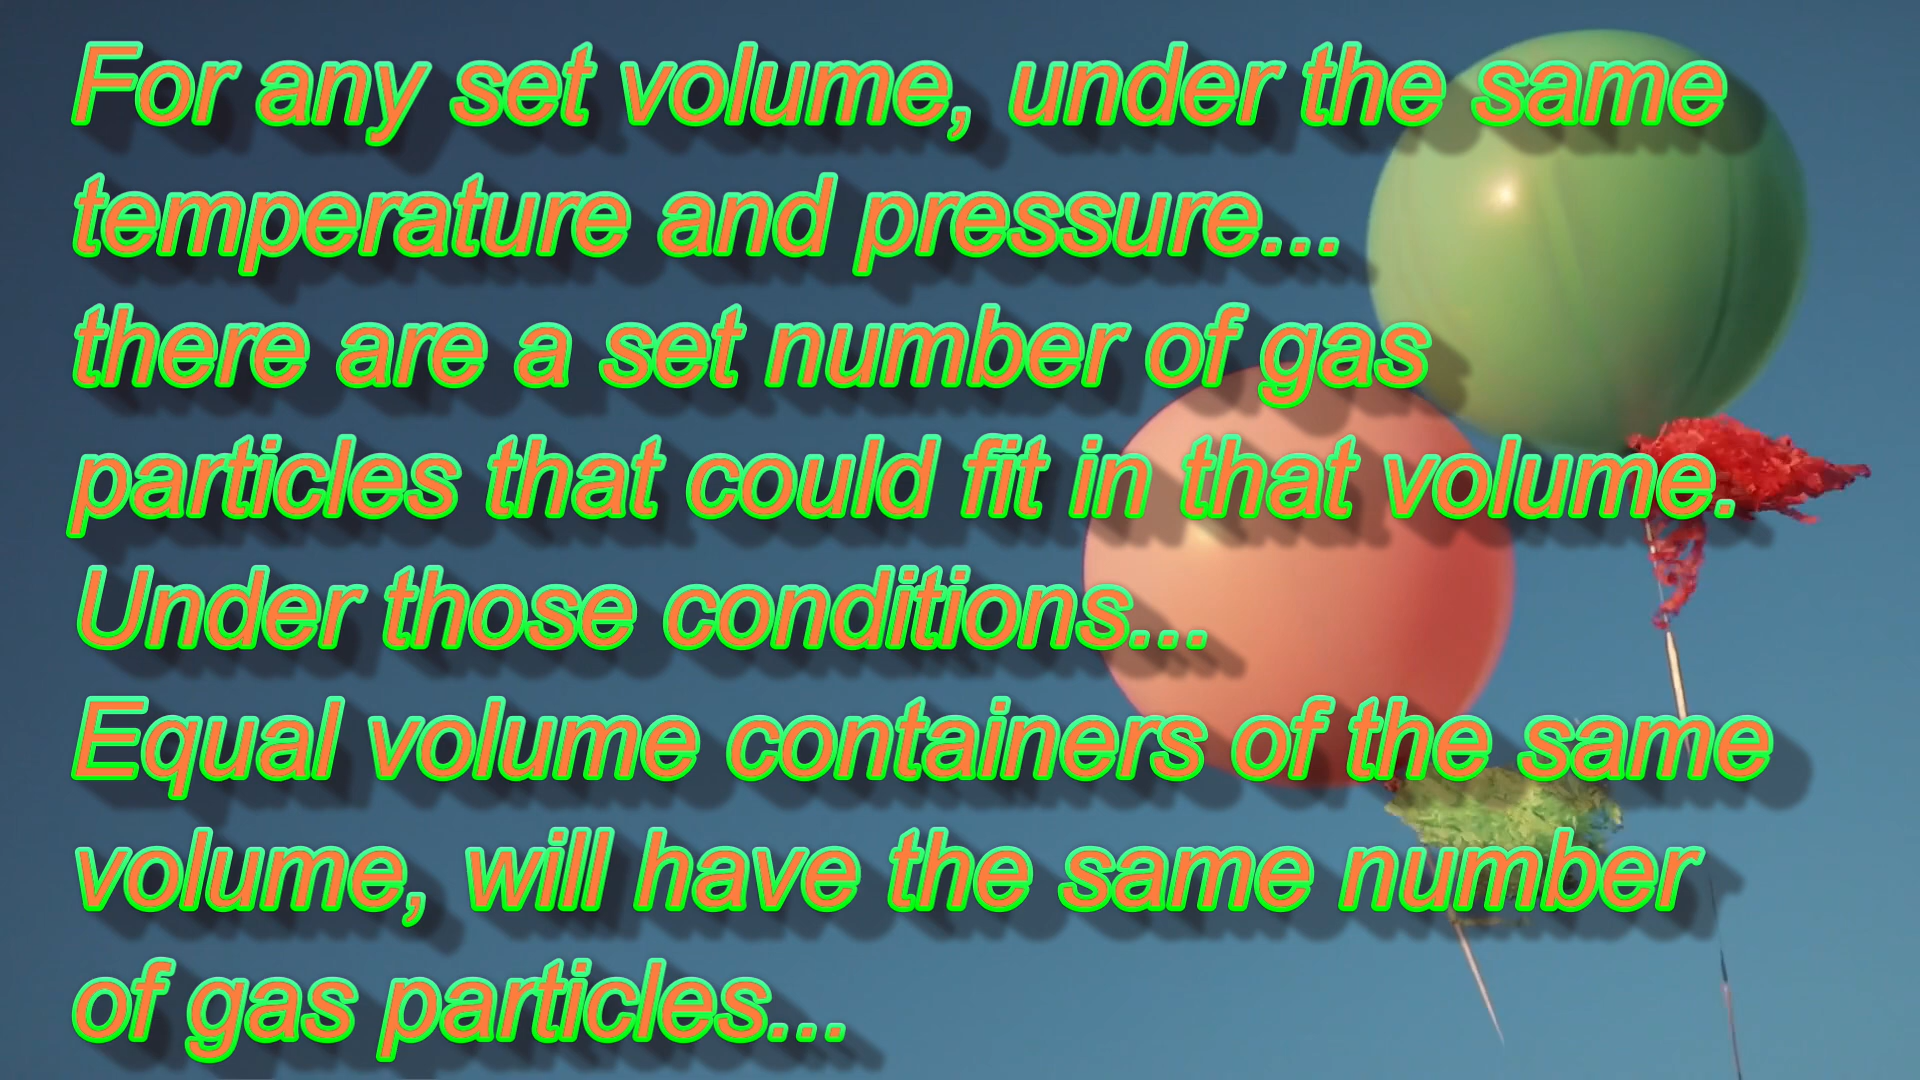 For any set volume, under the same
temperature and pressure...
there are a set number of gas
particles that could fit in that volume.
Under those conditions...
Equal volume containers of the same
volume, will have the same number
of gas particles...